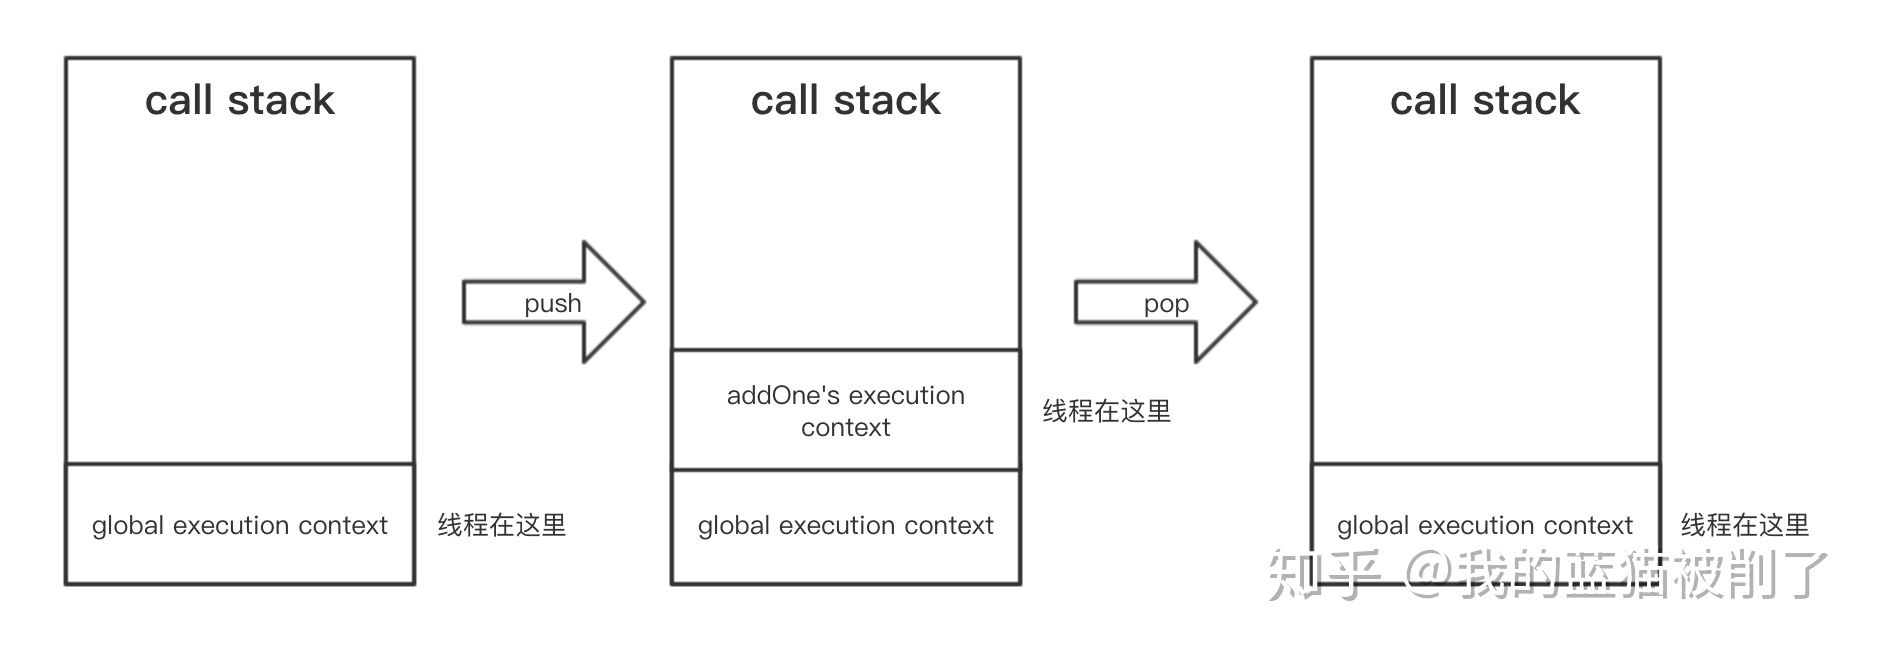 call stack
call stack
call stack
push
pop
addOne's execution
context
线程在这里
global execution context
线程在这里
global execution context
global execution context
线程在这里
知乎 @我的蓝猫被削了